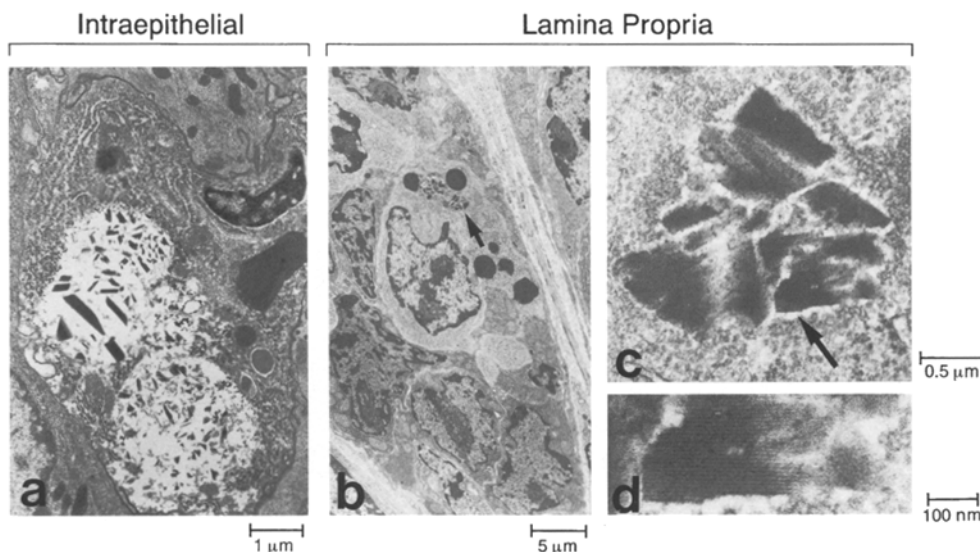 Intraepithelial
Lamina Propria
a
b
c
d
1 μm
5 μm
0.5 μm
100 nm